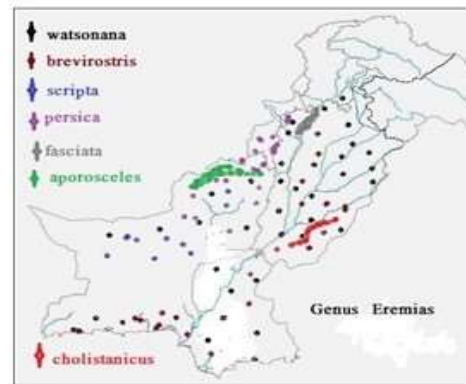 watsonana
brevirostris
scripta
persica
fasciata
aporosceles
Genus Eremias
cholistanicus